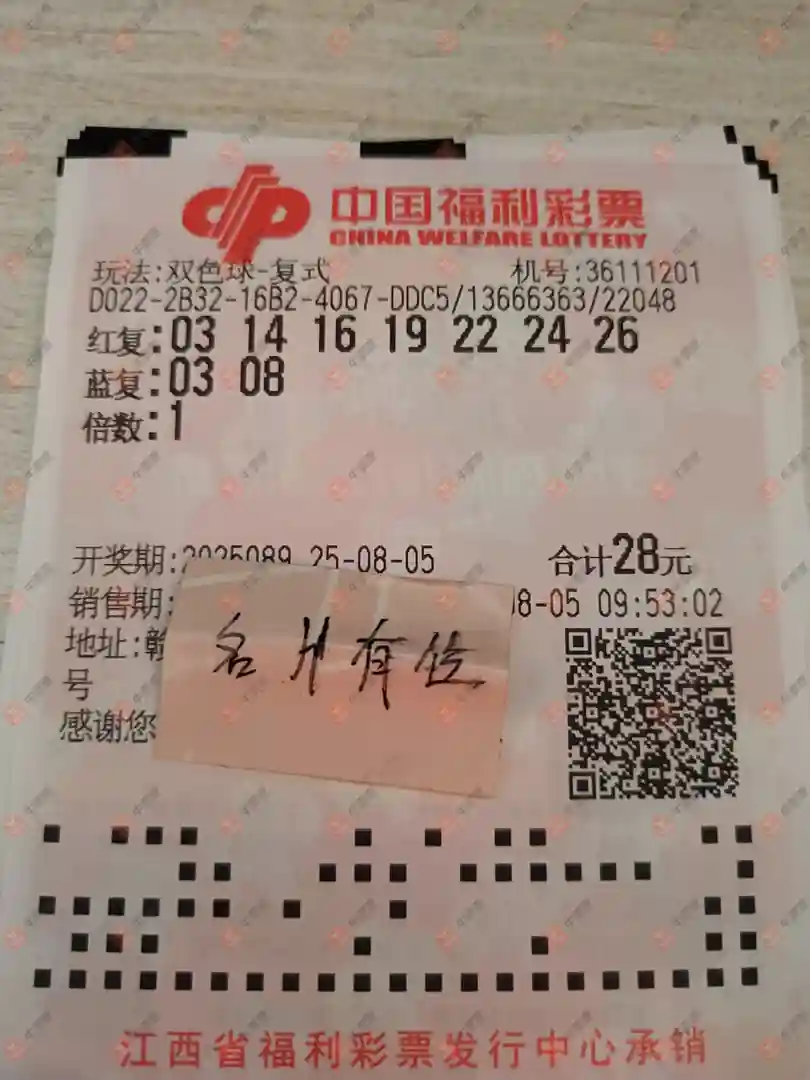 中国福利彩票
CHINA WELFARE LOTTERY
玩法:双色球-复式 机号:36111201
D022-2B32-16B2-4067-DDC5/13666363/22048
红复:03 14 16 19 22 24 26
蓝复:03 08
倍数:1
开奖期:2025089 25-08-05 合计28元
销售期: 8-05 09:53:02
地址:赣
号
感谢您
有位
江西省福利彩票发行中心承销